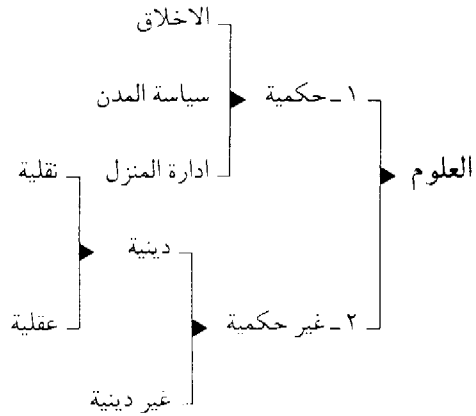 الاخلاق
١ - حكمية
سياسة المدن
ادارة المنزل
العلوم
نقلية
دينية
عقلية
٢ - غير حكمية
غير دينية